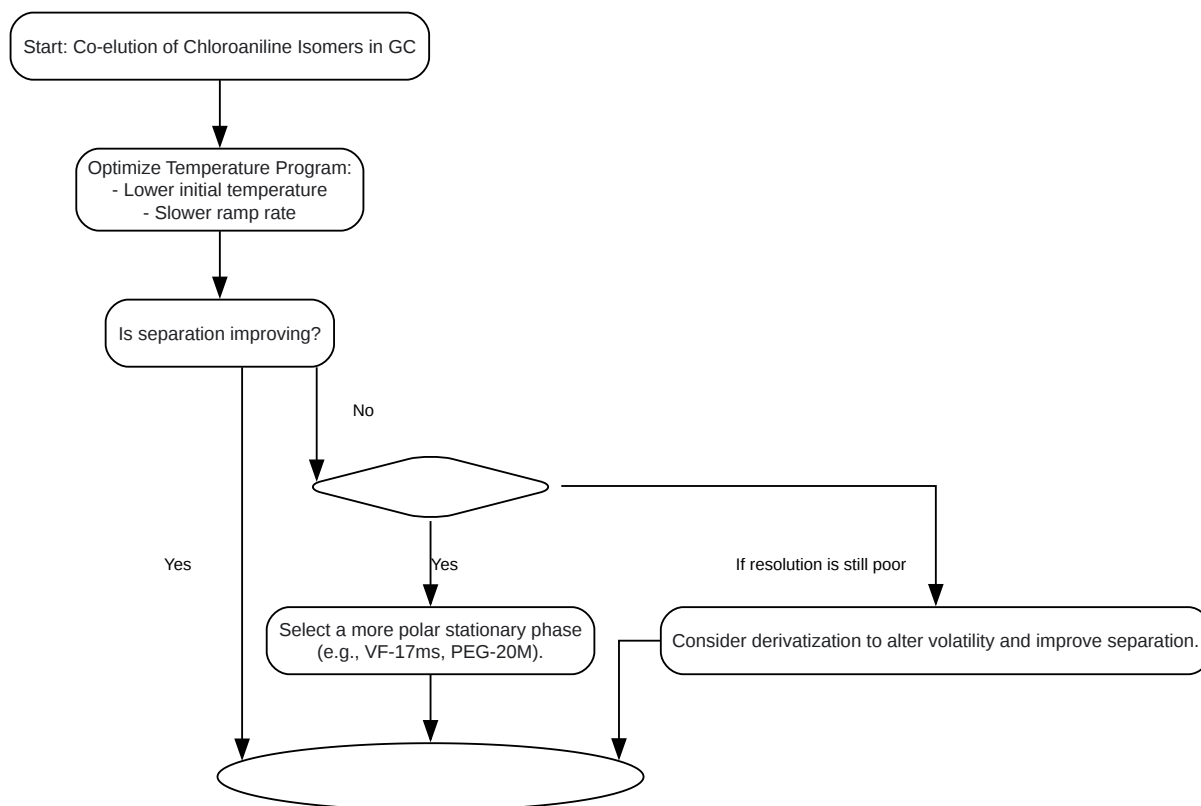 Start: Co-elution of Chloroaniline Isomers in GC
Optimize Temperature Program:
- Lower initial temperature
- Slower ramp rate
Is separation improving?
No
Yes
Yes
If resolution is still poor
Select a more polar stationary phase
(e.g., VF-17ms, PEG-20M).
Consider derivatization to alter volatility and improve separation.